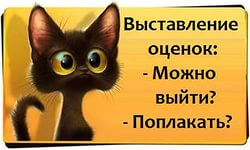 Выставление
оценок:
- Можно
выйти?
- Поплакать?